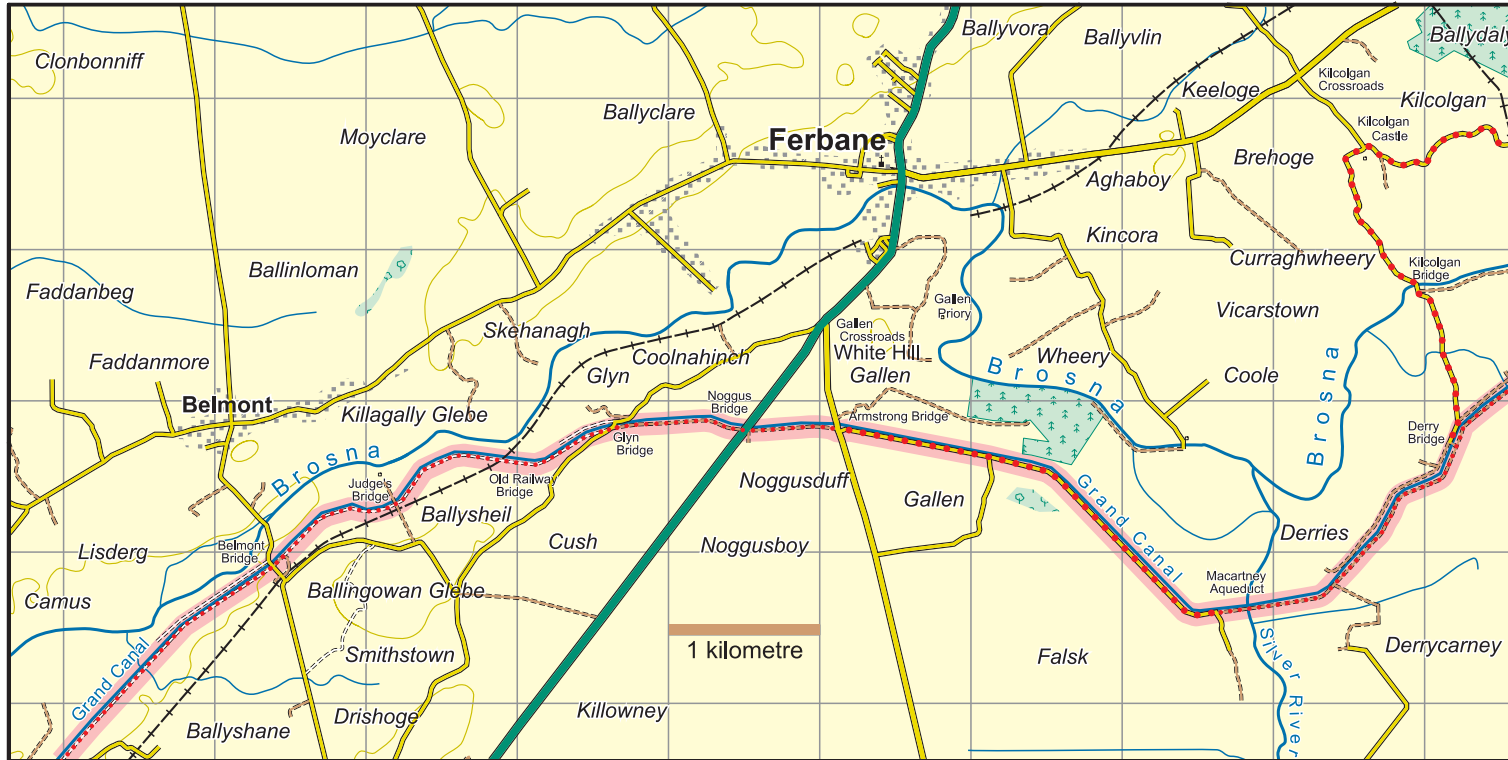 Ballyvora
Ballyvlin
Ballydaly
Clonbonniff
Kilcolgan
Crossroads
Keeloge
Kilcolgan
Ballyclare
Moyclare
Kilcolgan
Castle
Ferbane
Brehoge
Aghaboy
Kincora
Curraghwheery
Kilcolgan
Bridge
Ballinloman
Faddanbeg
Gallen
Priory
Vicarstown
Skehanagh
Gallen
Crossroads
White Hill
Gallen
Coolnahinch
Glyn
Wheery
Coole
Faddanmore
Brosna
Brosna
Belmont
Killagally Glebe
Noggus
Bridge
Armstrong Bridge
Glyn
Bridge
Derry
Bridge
Brosna
Judge's
Bridge
Old Railway
Bridge
Noggusduff
Gallen
Grand Canal
Ballysheil
Cush
Noggusboy
Derries
Lisderg
Belmont
Bridge
Ballingowan Glebe
Macartney
Aqueduct
Camus
1 kilometre
Smithstown
Falsk
Silver River
Derrycarney
Grand Canal
Drishoge
Killowney
Ballyshane